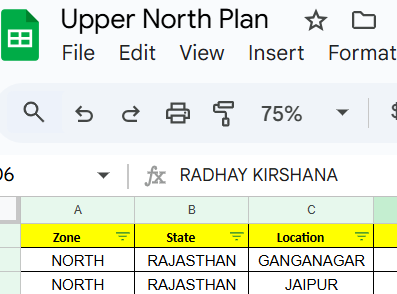 Upper North Plan
File Edit View Insert Format
75%
RADHAY KIRSHANA
A B C
Zone State Location
NORTH RAJASTHAN GANGANAGAR
NORTH RAJASTHAN JAIPUR